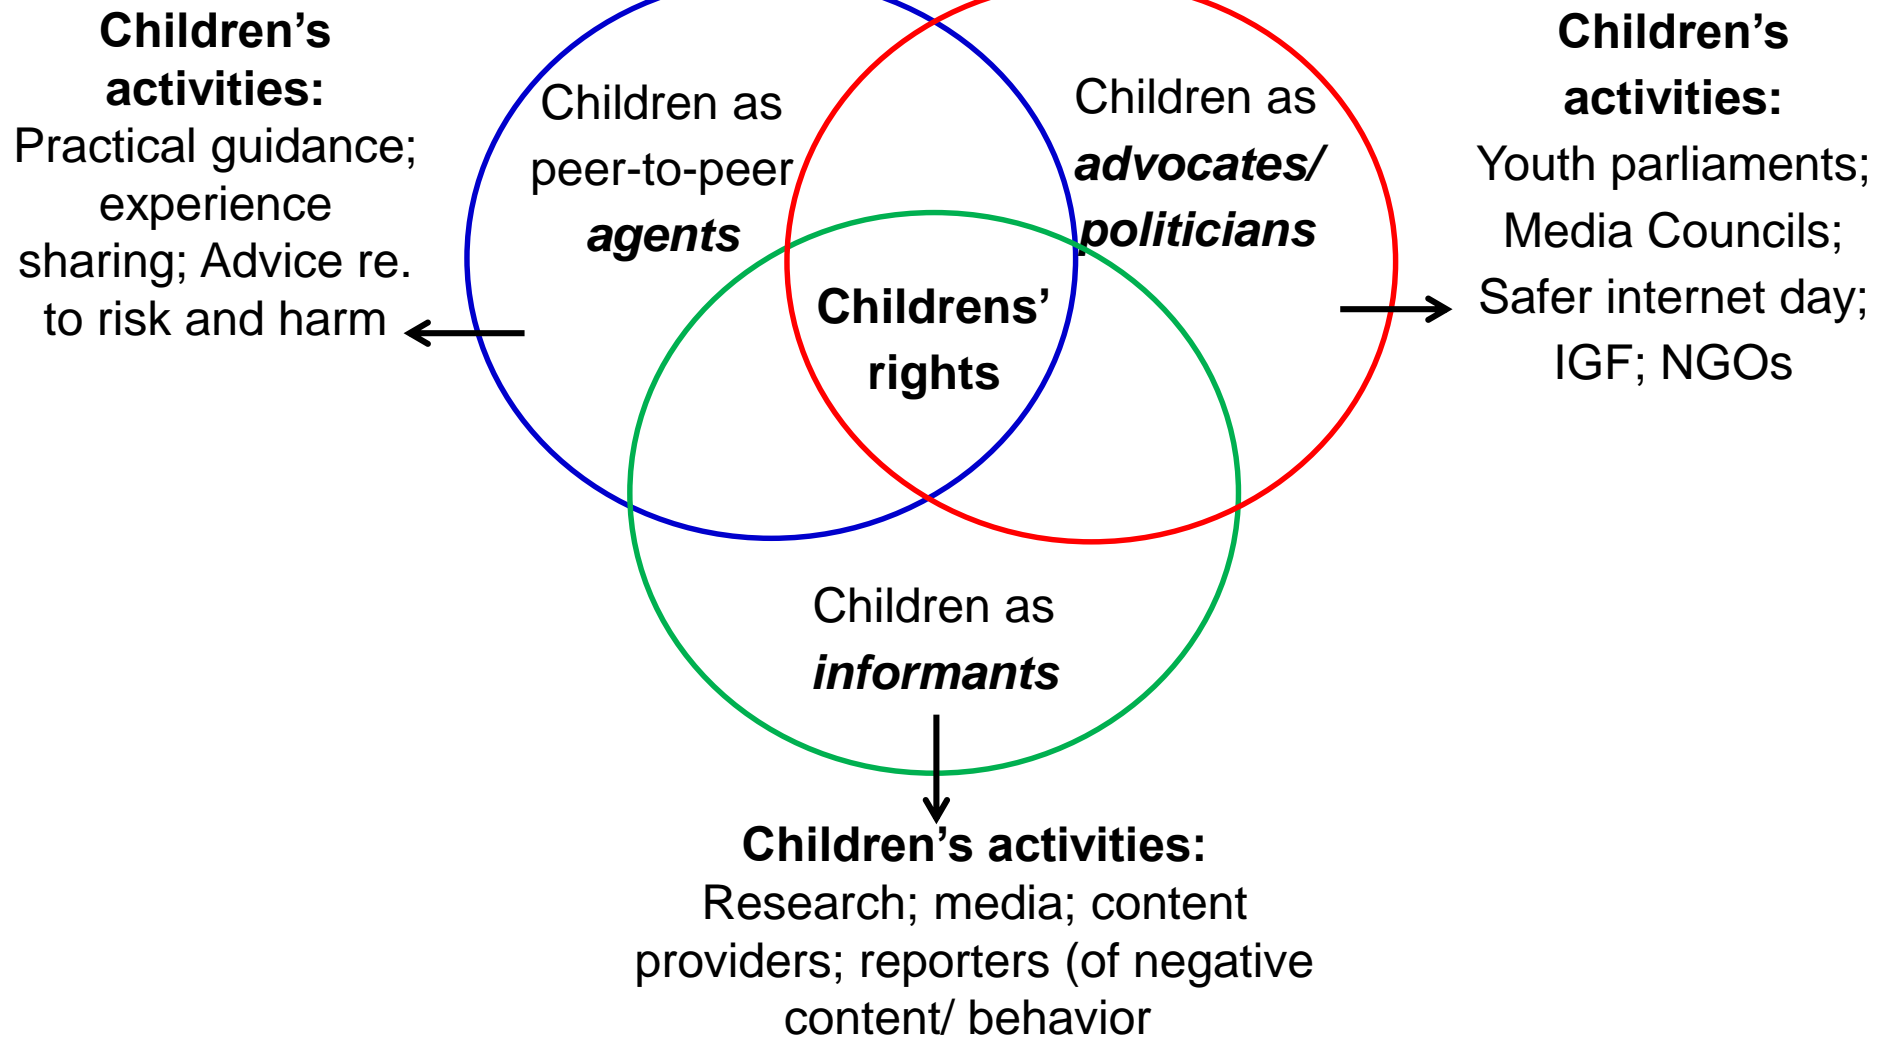 Children’s
activities:
Practical guidance;
experience
sharing; Advice re.
to risk and harm
Children as
peer-to-peer
agents
Children as
advocates/
politicians
Childrens’
rights
Children’s
activities:
Youth parliaments;
Media Councils;
Safer internet day;
IGF; NGOs
Children as
informants
Children’s activities:
Research; media; content
providers; reporters (of negative
content/ behavior